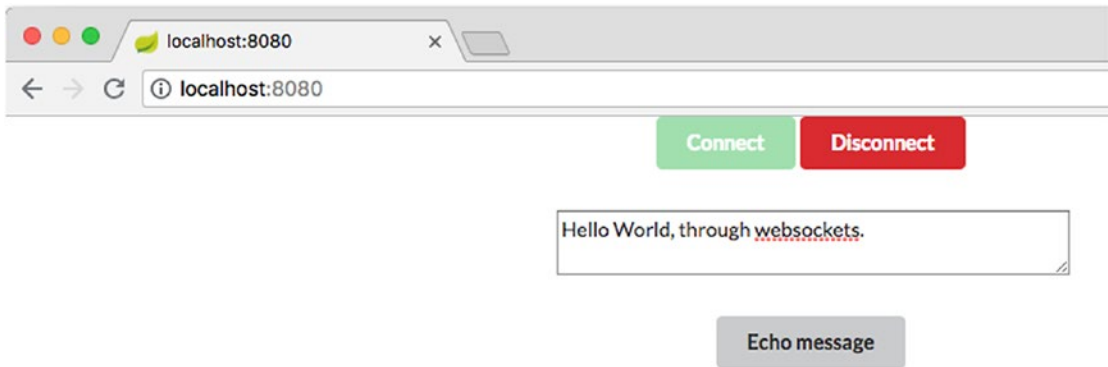 localhost:8080
localhost:8080
Connect Disconnect
Hello World, through websockets.
Echo message